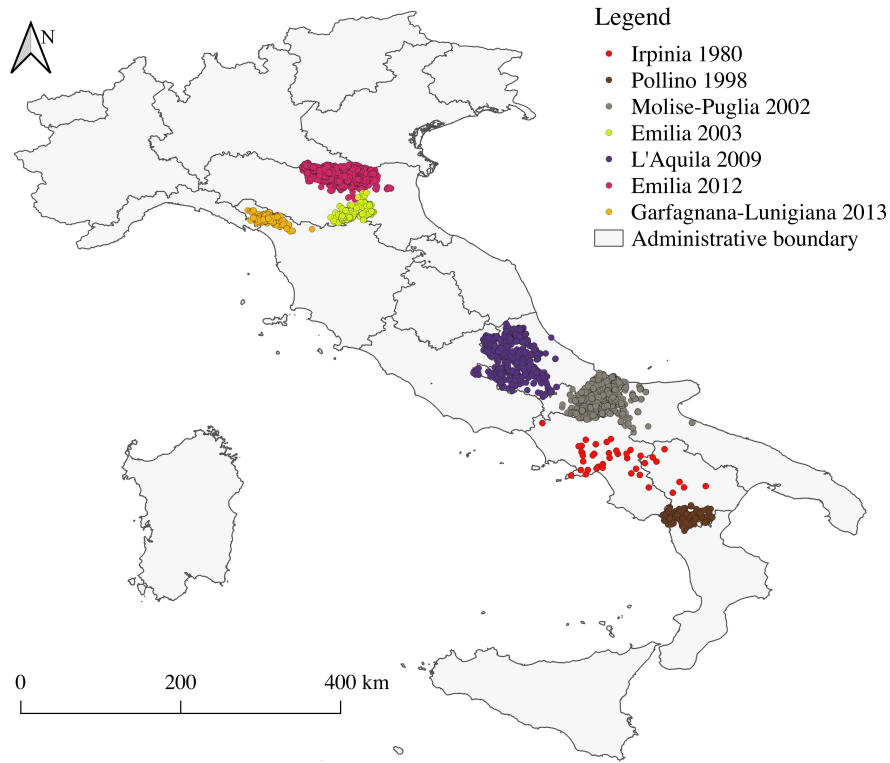 N
Legend
Irpinia 1980
Pollino 1998
Molise-Puglia 2002
Emilia 2003
L'Aquila 2009
Emilia 2012
Garfagnana-Lunigiana 2013
Administrative boundary
0 200 400 km